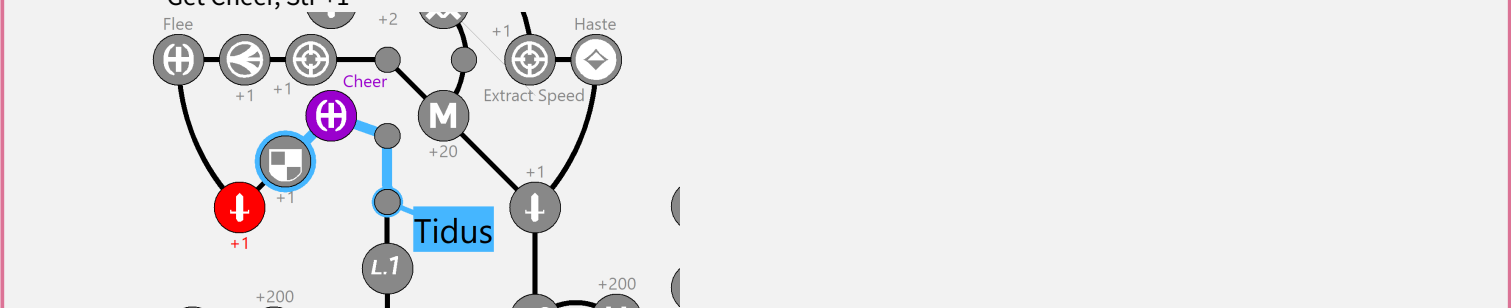 Get Cheer, Str +1
+2
Flee
+1
Haste
+1
+1
Cheer
Extract Speed
M
+20
+1
+1
+1
Tidus
L.1
+200
+200